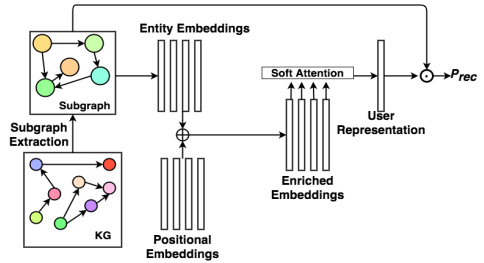 Entity Embeddings
Subgraph
Soft Attention
P_rec
Subgraph
Extraction
User
Representation
Enriched
Embeddings
KG
Positional
Embeddings